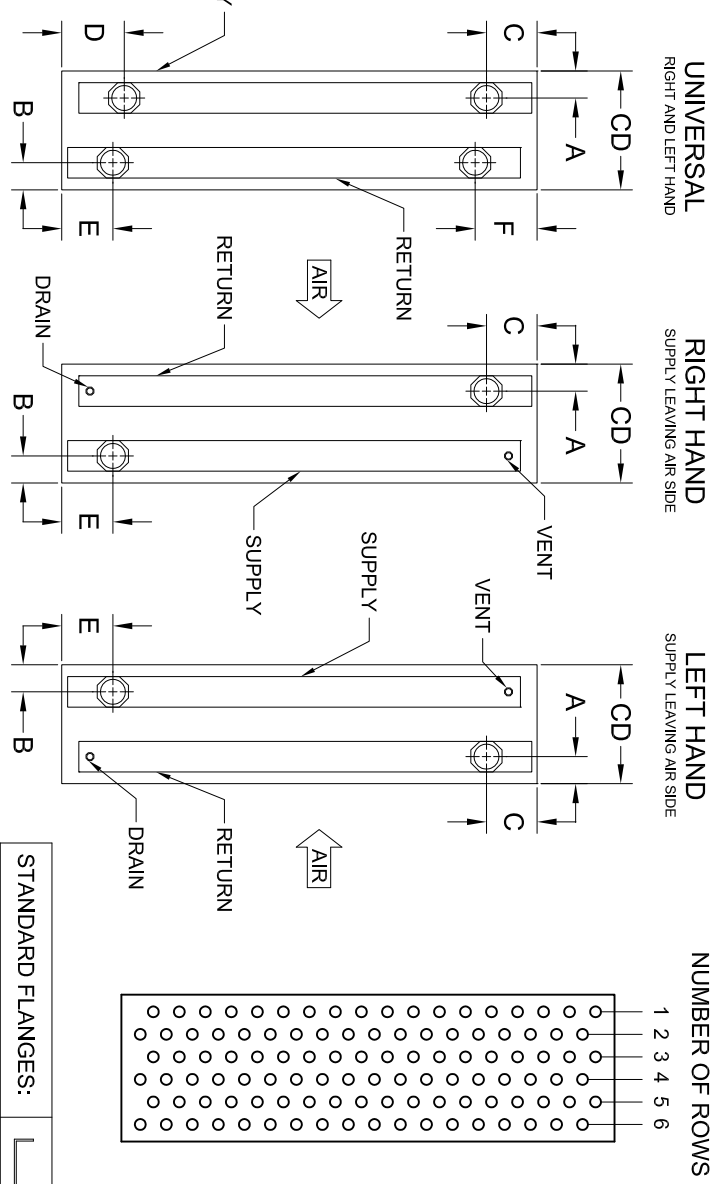 UNIVERSAL
RIGHT AND LEFT HAND
CD
A
C
F
RETURN
D
E
B
AIR
RIGHT HAND
SUPPLY LEAVING AIR SIDE
CD
A
C
VENT
RETURN
SUPPLY
DRAIN
E
B
LEFT HAND
SUPPLY LEAVING AIR SIDE
CD
A
C
VENT
SUPPLY
RETURN
DRAIN
E
B
AIR
NUMBER OF ROWS
1 2 3 4 5 6
STANDARD FLANGES: